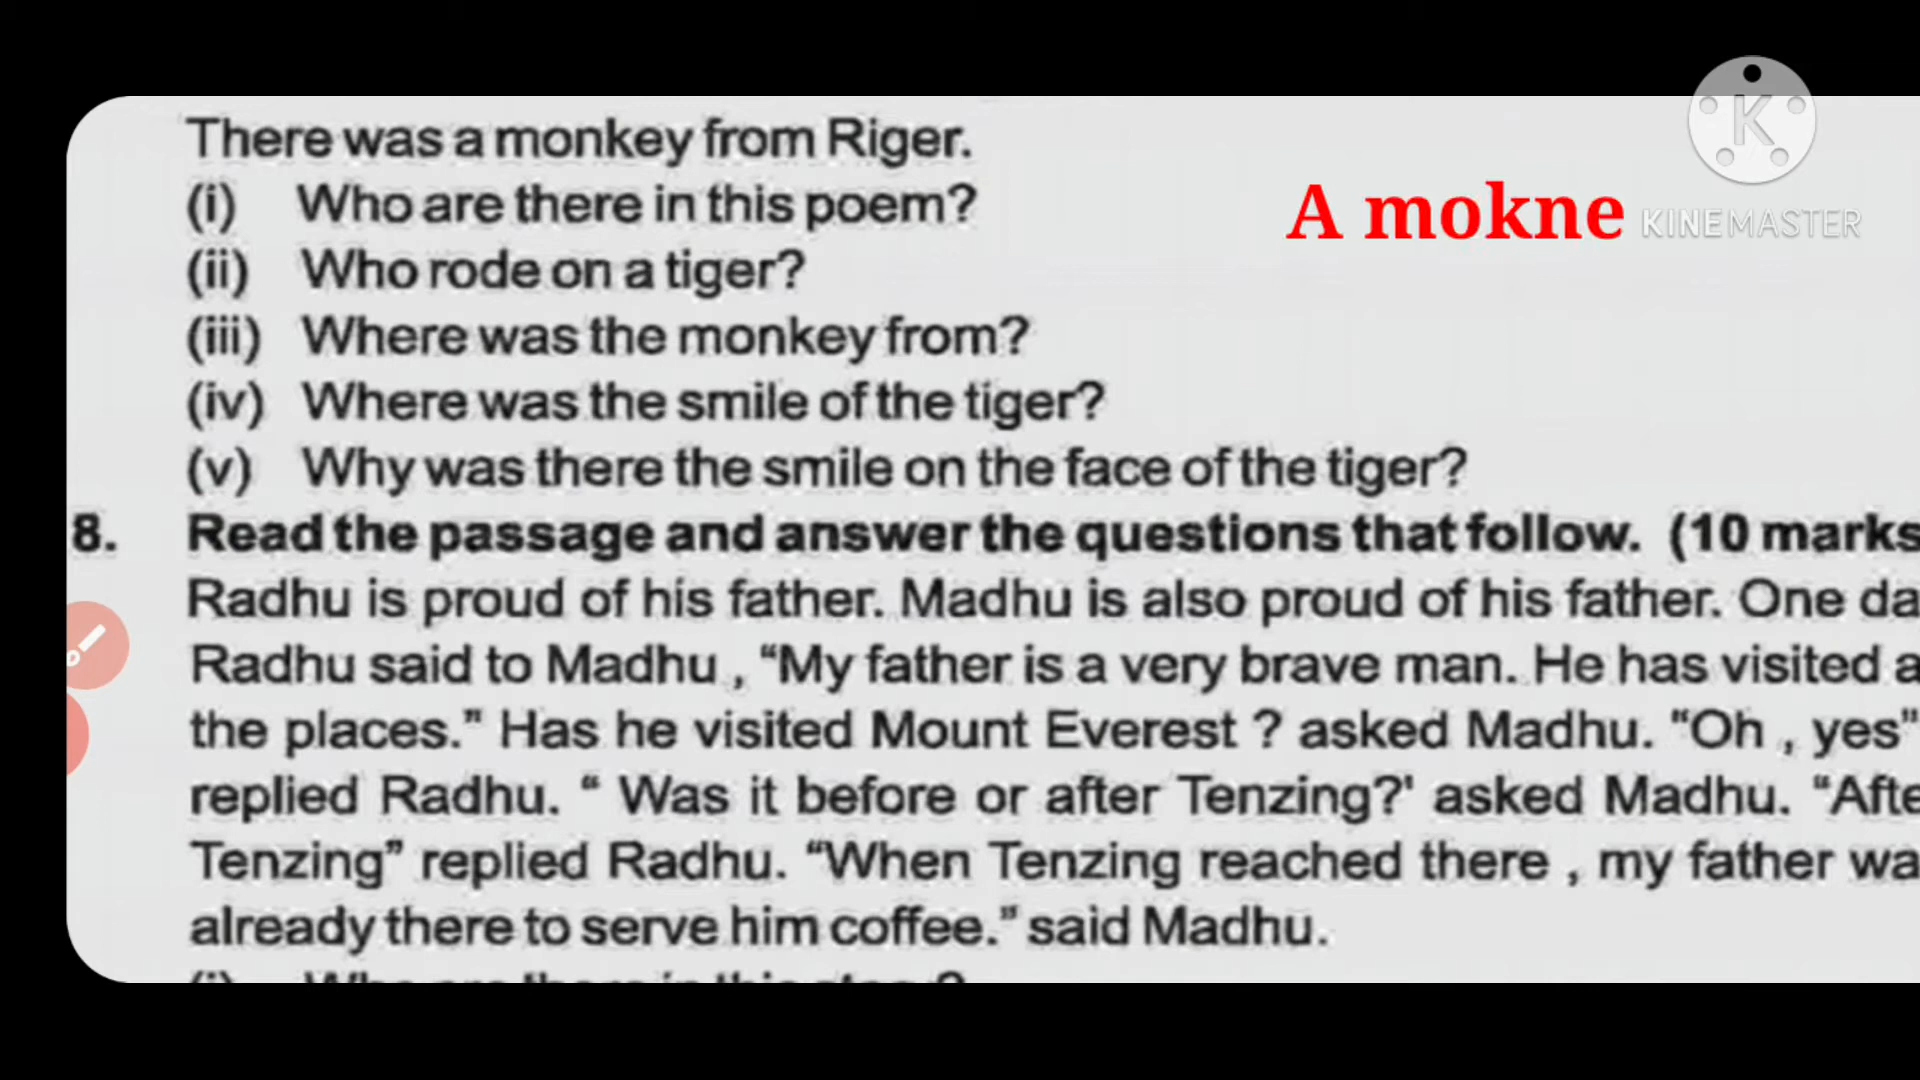 There was a monkey from Riger.
(i) Who are there in this poem?
A mokne
K
KINEMASTER
(ii) Who rode on a tiger?
(iii) Where was the monkey from?
(iv) Where was the smile of the tiger?
(v) Why was there the smile on the face of the tiger?
8. Read the passage and answer the questions that follow. (10 marks
Radhu is proud of his father. Madhu is also proud of his father. One da
Radhu said to Madhu , “My father is a very brave man. He has visited a
the places.” Has he visited Mount Everest ? asked Madhu. “Oh , yes”
replied Radhu. “ Was it before or after Tenzing?' asked Madhu. “Afte
Tenzing” replied Radhu. “When Tenzing reached there , my father wa
already there to serve him coffee.” said Madhu.
(i) Who are there in this story?